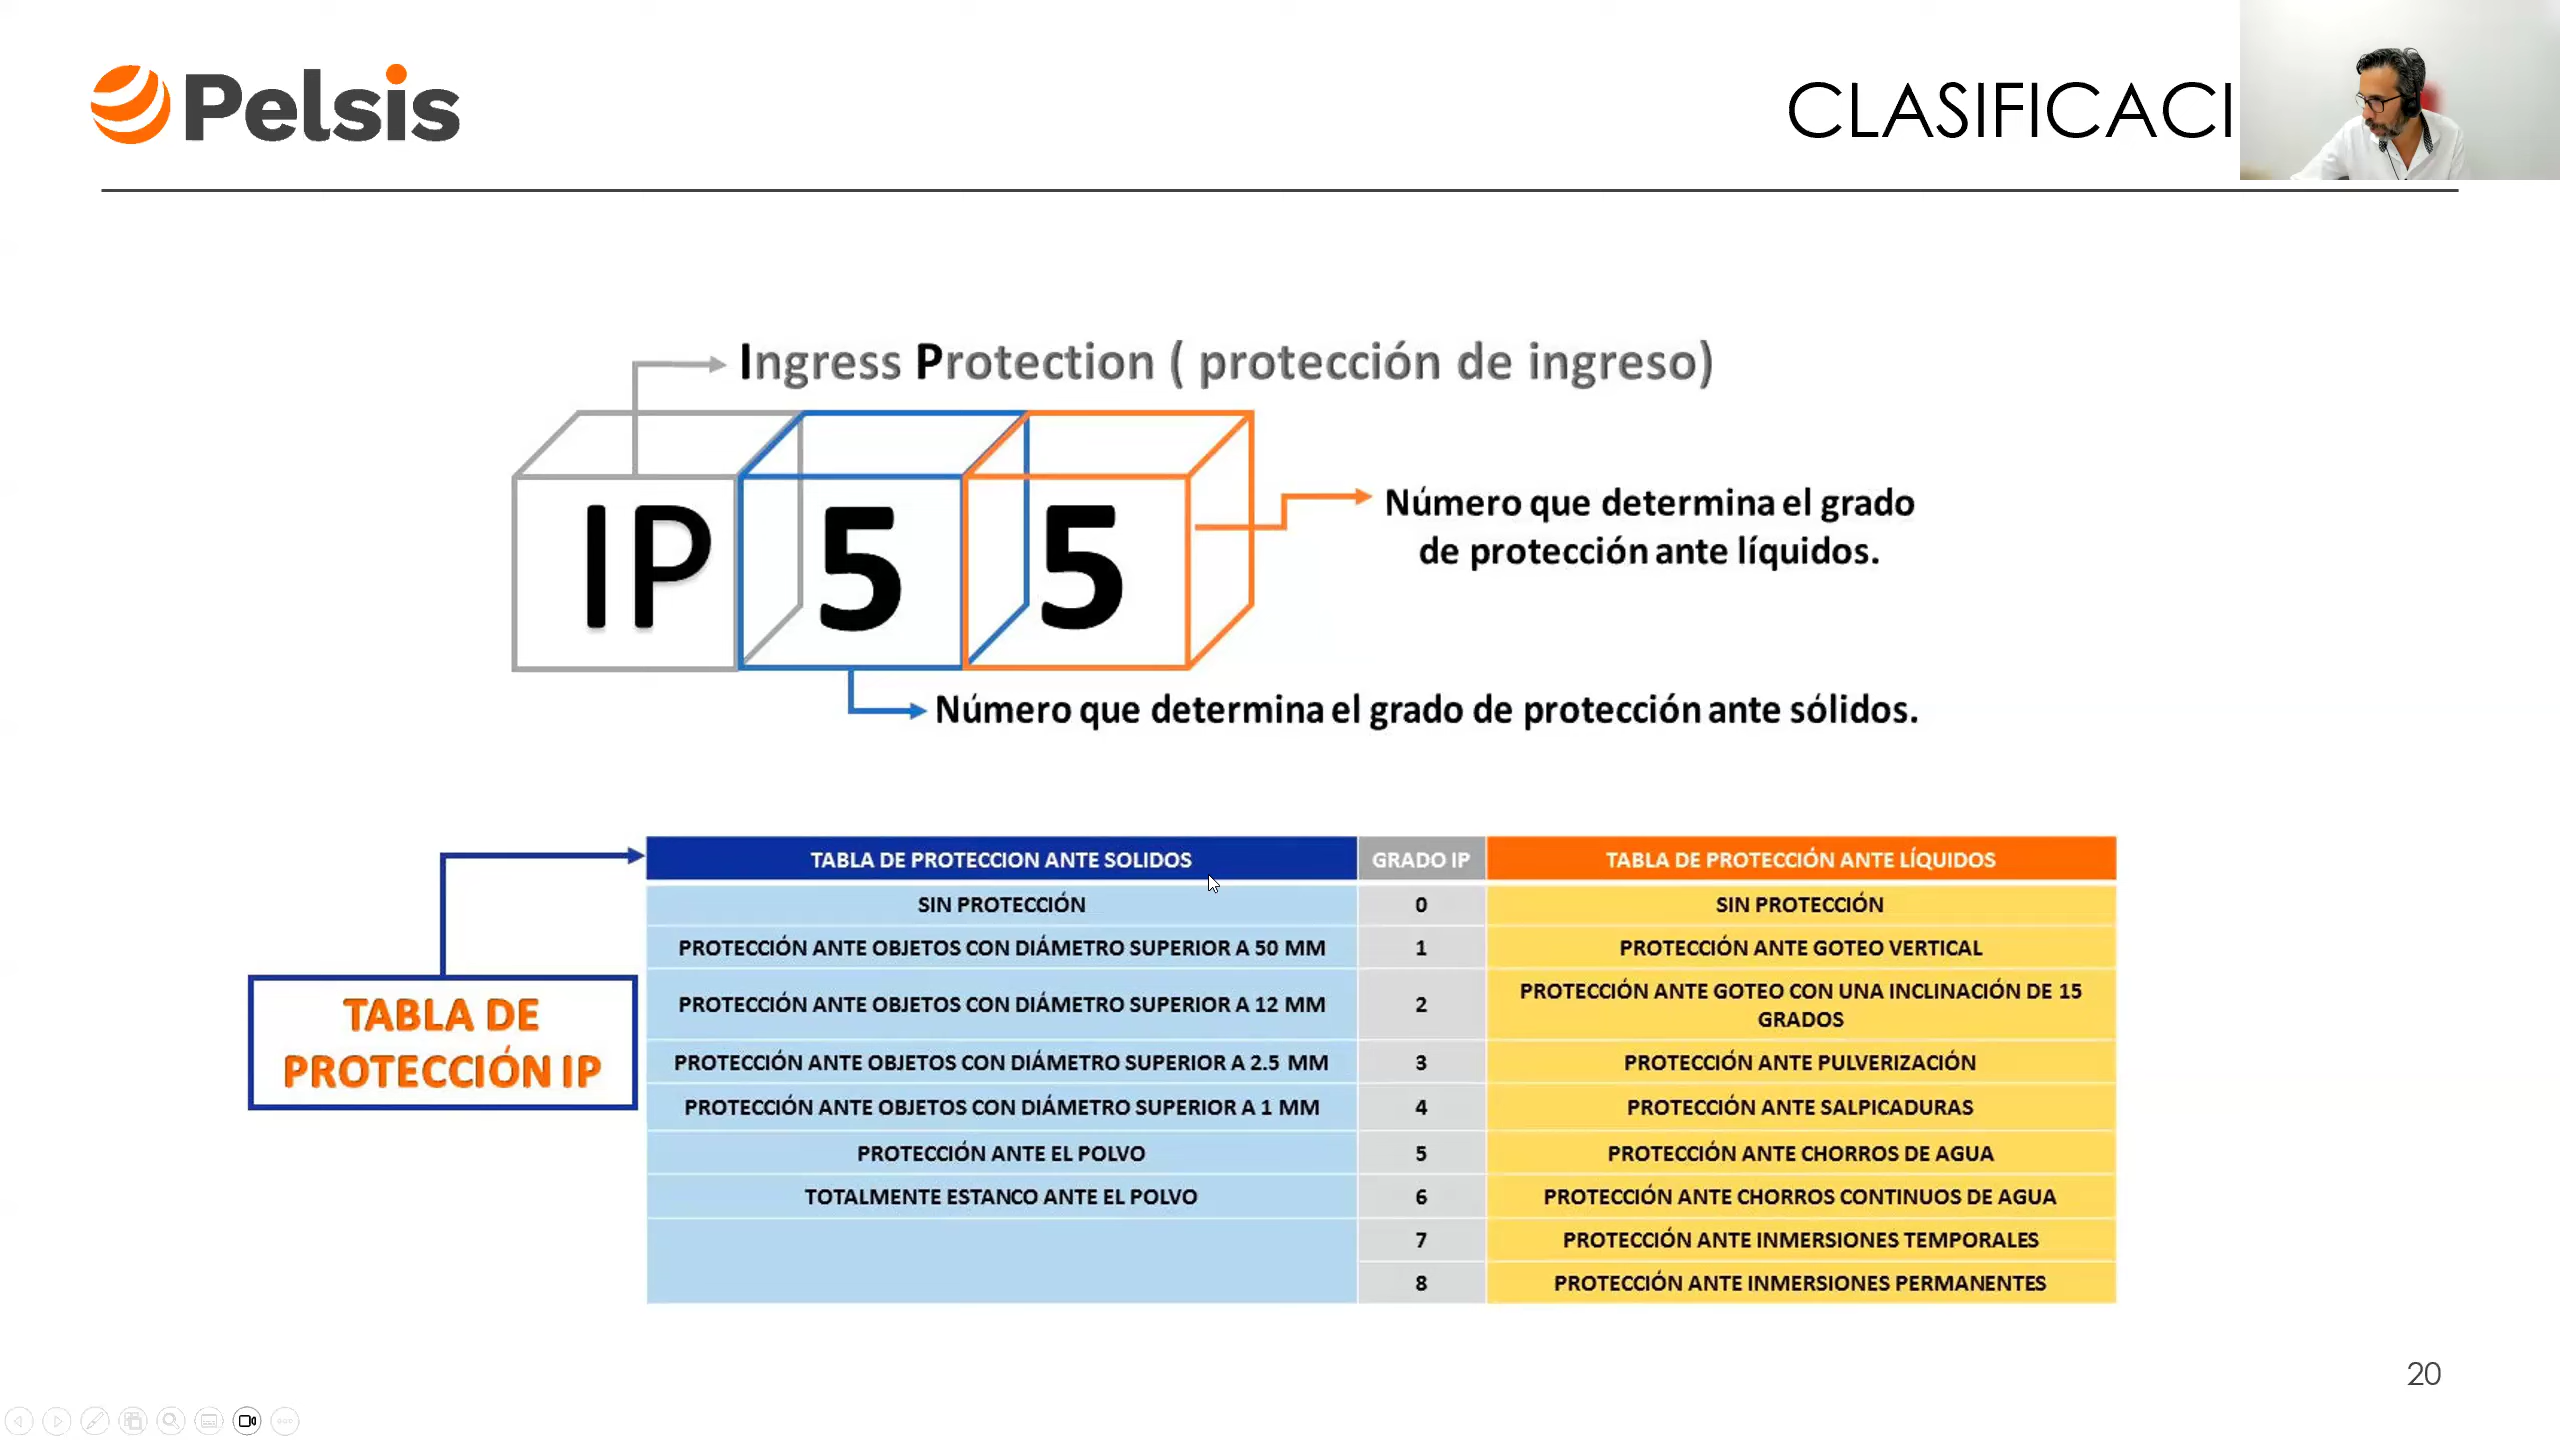 Pelsis
CLASIFICACI
Ingress Protection ( protección de ingreso)
IP 5 5
Número que determina el grado
de protección ante líquidos.
Número que determina el grado de protección ante sólidos.
TABLA DE
PROTECCIÓN IP
TABLA DE PROTECCION ANTE SOLIDOS GRADO IP TABLA DE PROTECCIÓN ANTE LÍQUIDOS
SIN PROTECCIÓN 0 SIN PROTECCIÓN
PROTECCIÓN ANTE OBJETOS CON DIÁMETRO SUPERIOR A 50 MM 1 PROTECCIÓN ANTE GOTEO VERTICAL
PROTECCIÓN ANTE OBJETOS CON DIÁMETRO SUPERIOR A 12 MM 2 PROTECCIÓN ANTE GOTEO CON UNA INCLINACIÓN DE 15
GRADOS
PROTECCIÓN ANTE OBJETOS CON DIÁMETRO SUPERIOR A 2.5 MM 3 PROTECCIÓN ANTE PULVERIZACIÓN
PROTECCIÓN ANTE OBJETOS CON DIÁMETRO SUPERIOR A 1 MM 4 PROTECCIÓN ANTE SALPICADURAS
PROTECCIÓN ANTE EL POLVO 5 PROTECCIÓN ANTE CHORROS DE AGUA
TOTALMENTE ESTANCO ANTE EL POLVO 6 PROTECCIÓN ANTE CHORROS CONTINUOS DE AGUA
7 PROTECCIÓN ANTE INMERSIONES TEMPORALES
8 PROTECCIÓN ANTE INMERSIONES PERMANENTES
20